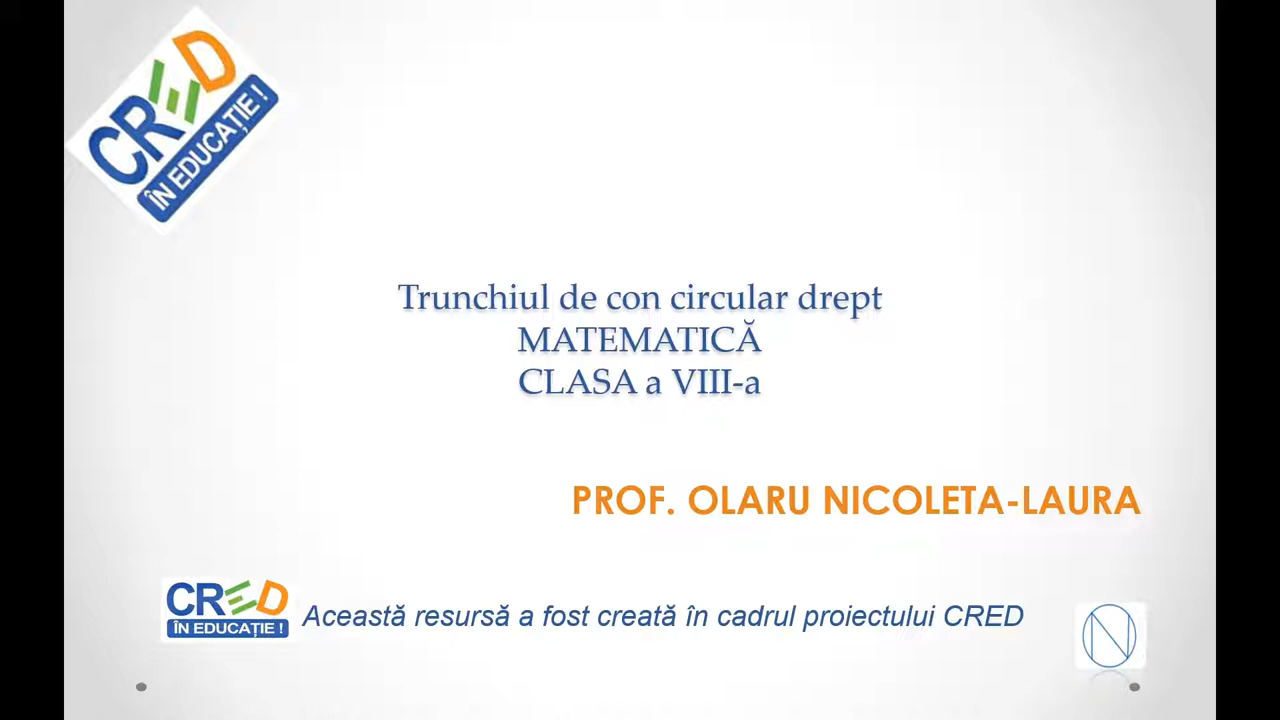 CRED
ÎN EDUCAȚIE !
Trunchiul de con circular drept
MATEMATICĂ
CLASA a VIII-a
PROF. OLARU NICOLETA-LAURA
CRED
ÎN EDUCAȚIE !
Această resursă a fost creată în cadrul proiectului CRED
N